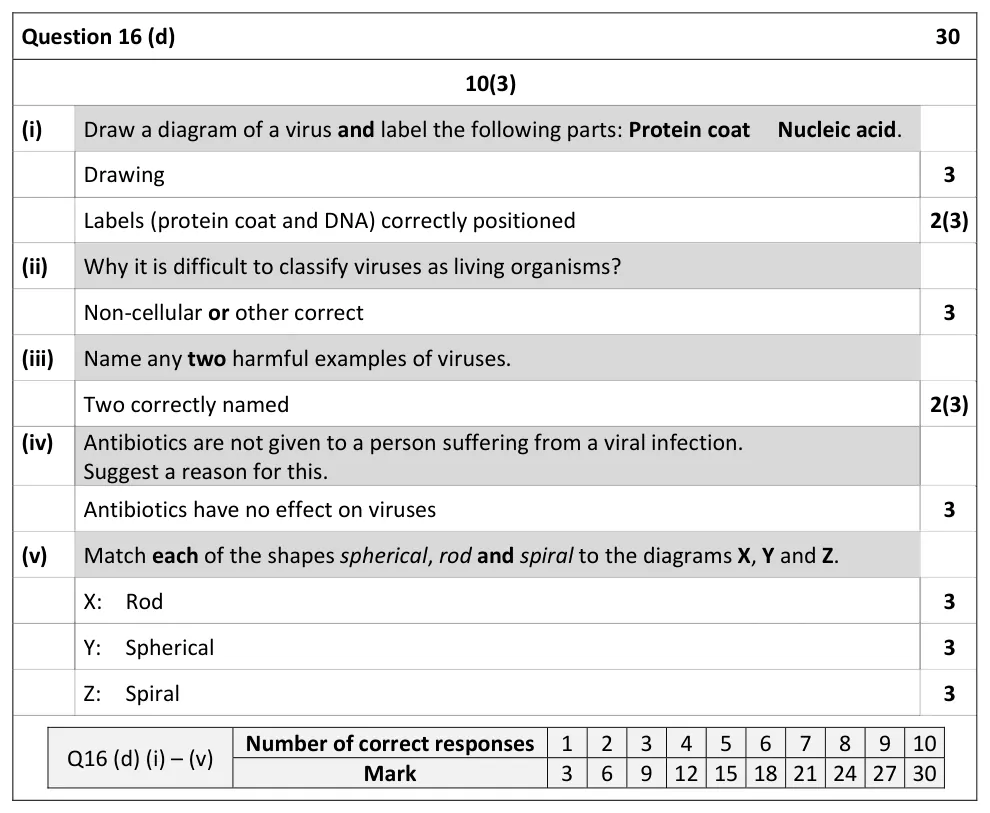 Question 16 (d) 30
10(3)
(i) Draw a diagram of a virus and label the following parts: Protein coat Nucleic acid.
Drawing 3
Labels (protein coat and DNA) correctly positioned 2(3)
(ii) Why it is difficult to classify viruses as living organisms?
Non-cellular or other correct 3
(iii) Name any two harmful examples of viruses.
Two correctly named 2(3)
(iv) Antibiotics are not given to a person suffering from a viral infection.
Suggest a reason for this.
Antibiotics have no effect on viruses 3
(v) Match each of the shapes spherical, rod and spiral to the diagrams X, Y and Z.
X: Rod 3
Y: Spherical 3
Z: Spiral 3
Q16 (d) (i) – (v) Number of correct responses 1 2 3 4 5 6 7 8 9 10
Mark 3 6 9 12 15 18 21 24 27 30